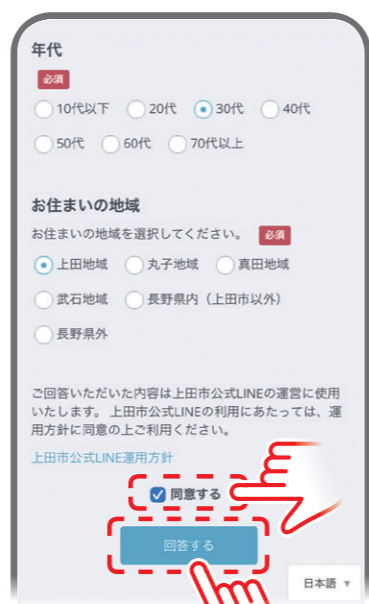 年代
必須
10代以下 20代 30代 40代
50代 60代 70代以上
お住まいの地域
お住まいの地域を選択してください。 必須
上田地域 丸子地域 真田地域
武石地域 長野県内（上田市以外）
長野県外
ご回答いただいた内容は上田市公式LINEの運営に使用
いたします。 上田市公式LINEの利用にあたっては、運
用方針に同意の上ご利用ください。
上田市公式LINE運用方針
同意する
回答する
日本語 ▼